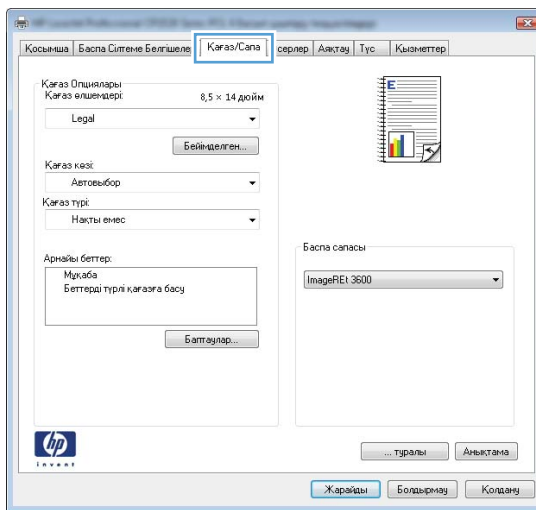 Қосымша Баспа Сілтеме Белгішеле Қағаз/Сапа серлер Аяқтау Түс Қызметтер
Қағаз Опциялары
Қағаз өлшемдері: 8,5 × 14 дюйм
Legal
Бейімделген...
Қағаз көзі:
Автовыбор
Қағаз түрі:
Нақты емес
Арнайы беттер:
Мұқаба
Беттерді түрлі қағазға басу
Баптаулар...
Баспа сапасы
ImageREt 3600
E
hp
invent
... туралы Анықтама
Жарайды Болдырмау Қолдану